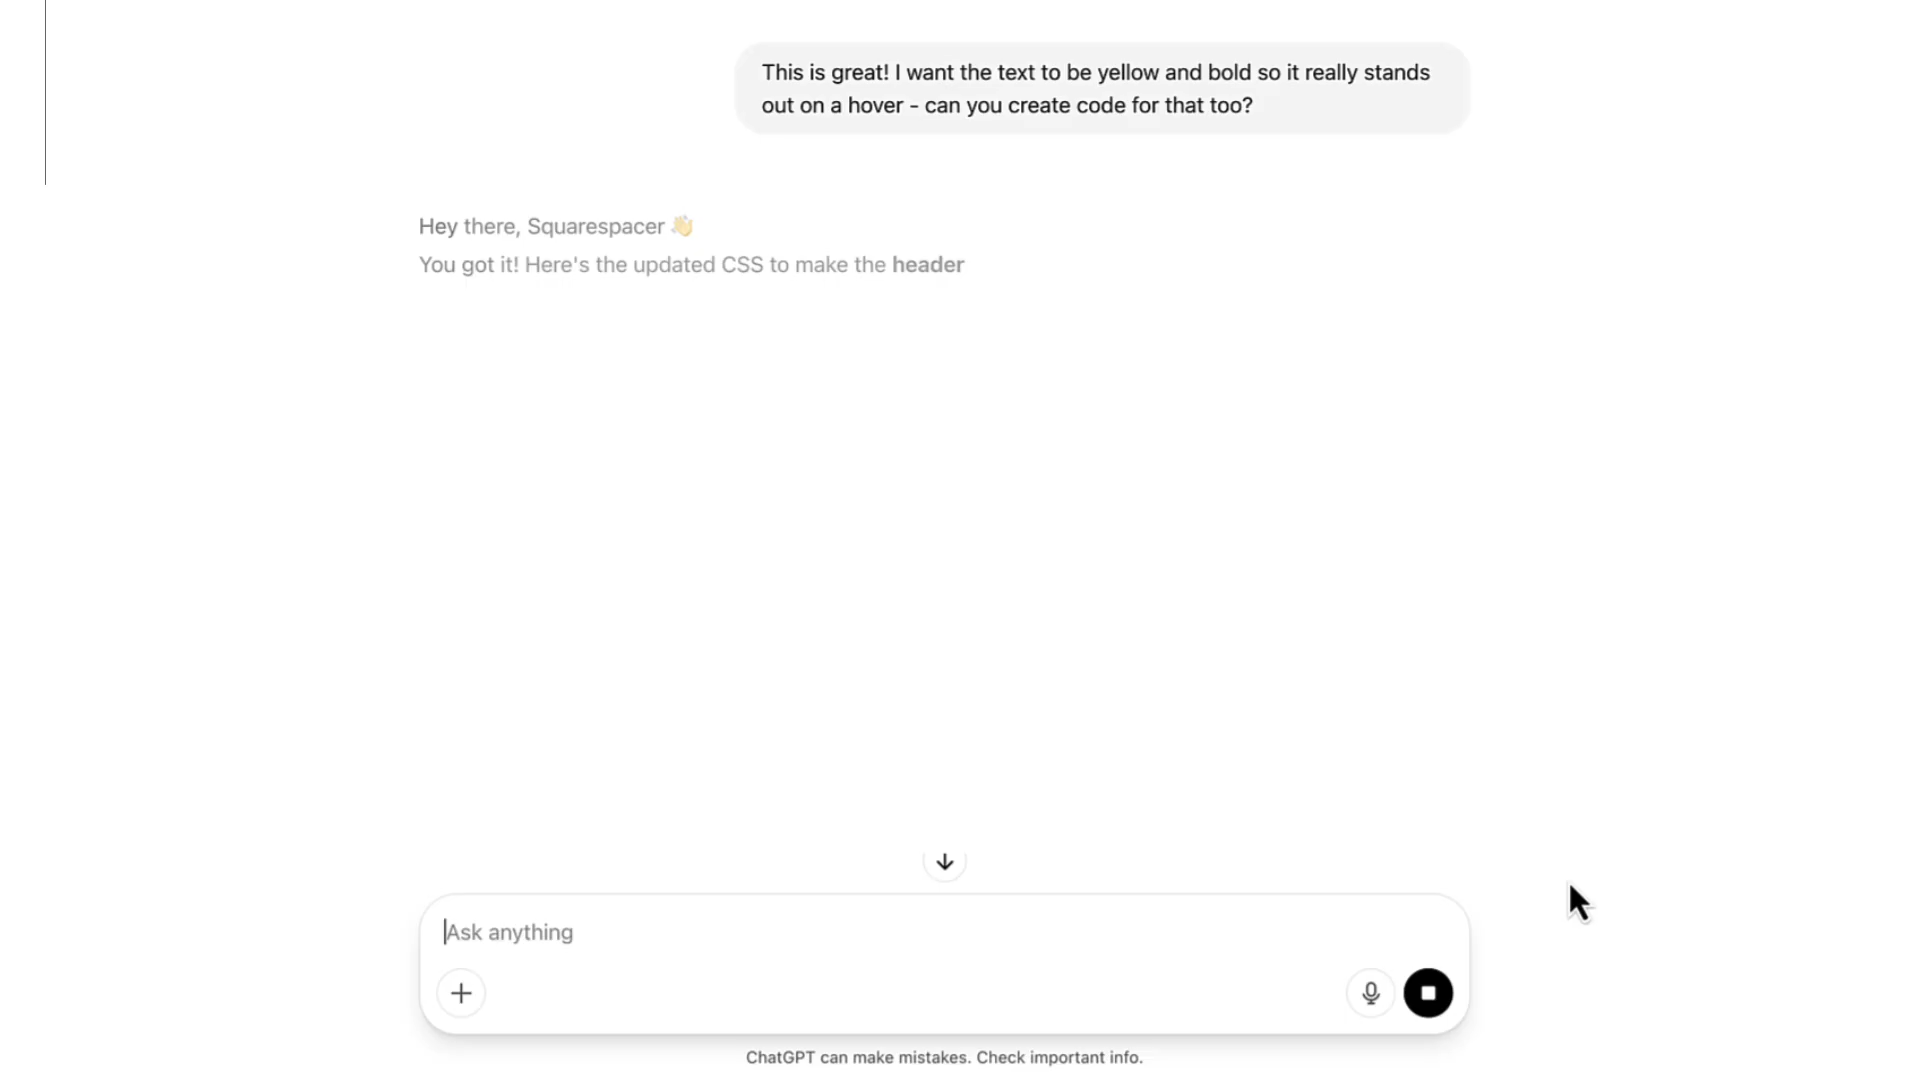 This is great! I want the text to be yellow and bold so it really stands
out on a hover - can you create code for that too?
Hey there, Squarespacer 👋
You got it! Here's the updated CSS to make the header
Ask anything
ChatGPT can make mistakes. Check important info.